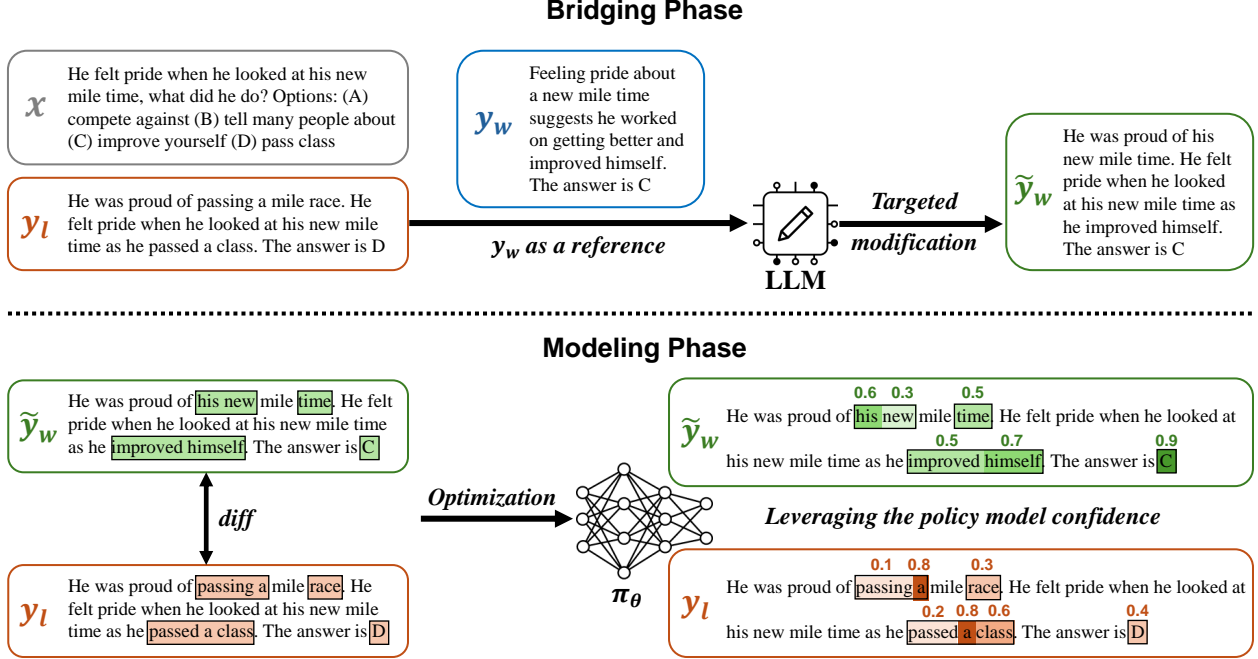 Bridging Phase
x
He felt pride when he looked at his new
mile time, what did he do? Options: (A)
compete against (B) tell many people about
(C) improve yourself (D) pass class
y_l
He was proud of passing a mile race. He
felt pride when he looked at his new mile
time as he passed a class. The answer is D
y_w
Feeling pride about
a new mile time
suggests he worked
on getting better and
improved himself.
The answer is C
y_w as a reference
LLM
Targeted
modification
ỹ_w
He was proud of his
new mile time. He felt
pride when he looked
at his new mile time as
he improved himself.
The answer is C
Modeling Phase
ỹ_w
He was proud of his new mile time. He felt
pride when he looked at his new mile time
as he improved himself. The answer is C
diff
y_l
He was proud of passing a mile race. He
felt pride when he looked at his new mile
time as he passed a class. The answer is D
Optimization
π_θ
ỹ_w
0.6 0.3 0.5
He was proud of his new mile time. He felt pride when he looked at
0.5 0.7 0.9
his new mile time as he improved himself. The answer is C
Leveraging the policy model confidence
y_l
0.1 0.8 0.3
He was proud of passing a mile race. He felt pride when he looked at
0.2 0.8 0.6 0.4
his new mile time as he passed a class. The answer is D